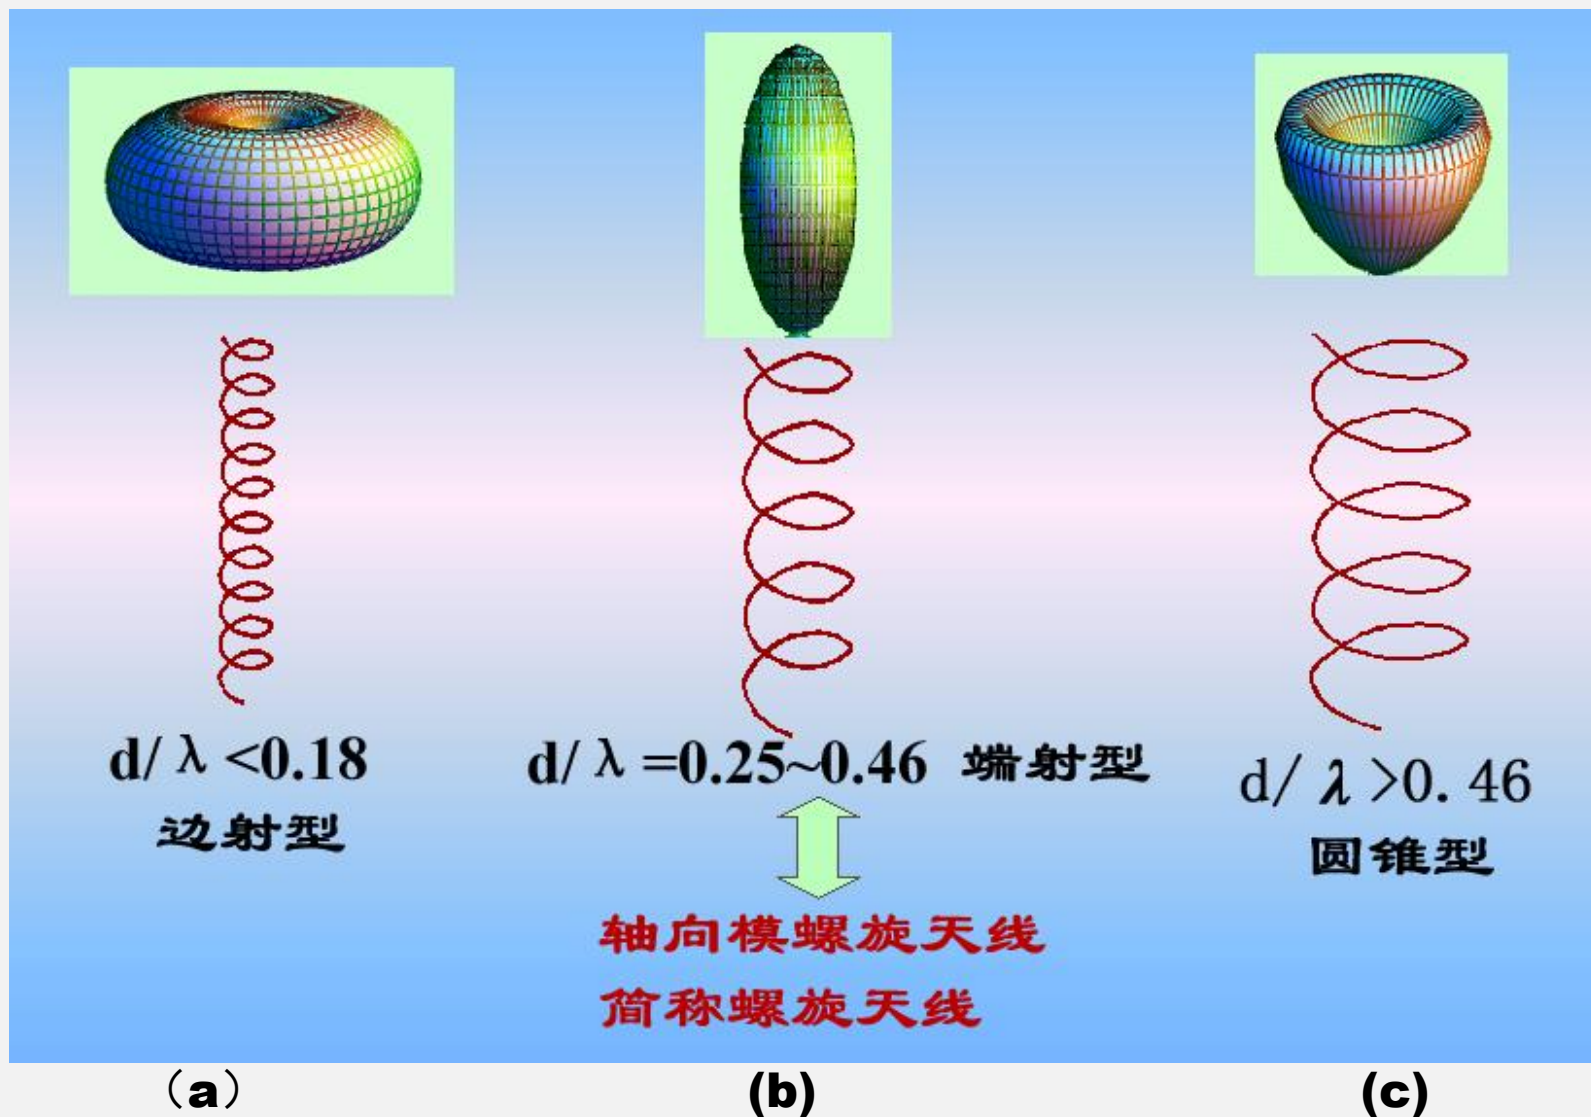 d/λ<0.18
边射型
d/λ=0.25~0.46 端射型
d/λ>0.46
圆锥型
轴向模螺旋天线
简称螺旋天线
（a）
(b)
(c)